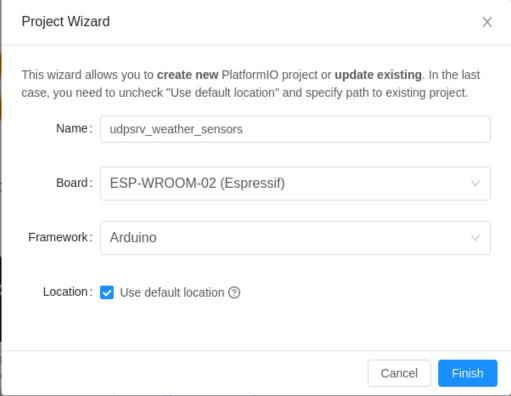 Project Wizard
This wizard allows you to create new PlatformIO project or update existing. In the last
case, you need to uncheck "Use default location" and specify path to existing project.
Name: udpsrv_weather_sensors
Board: ESP-WROOM-02 (Espressif)
Framework: Arduino
Location: Use default location
Cancel Finish